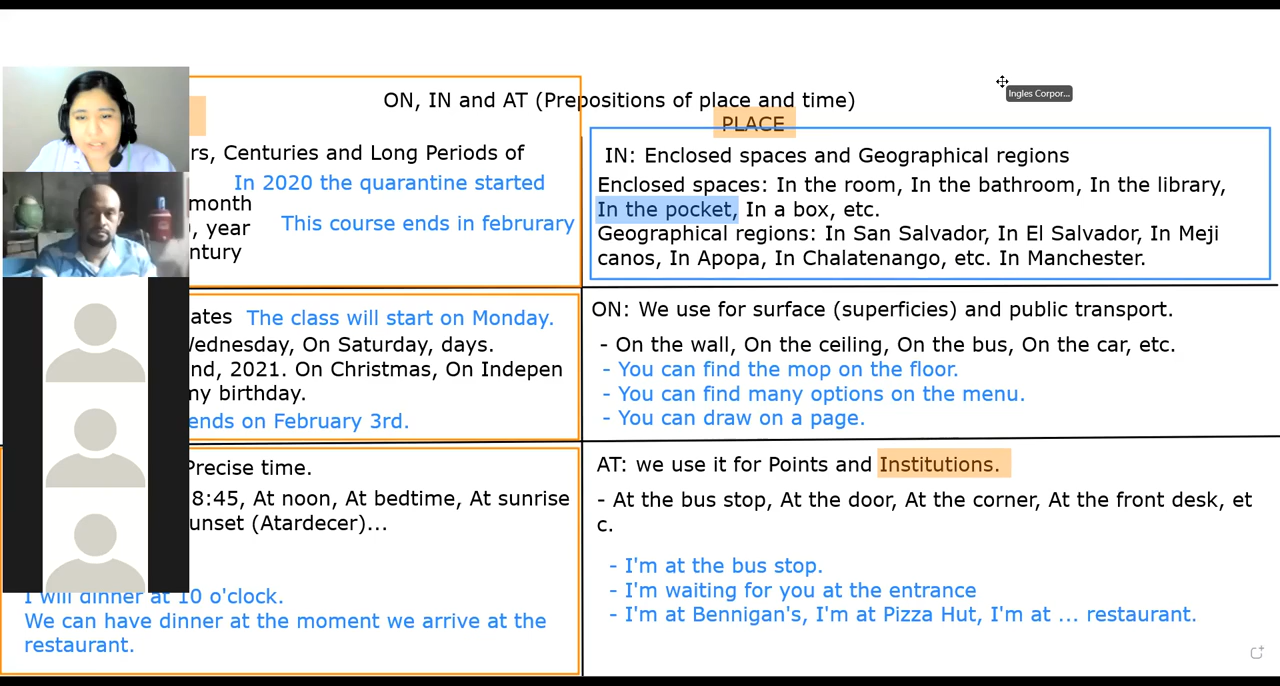 ON, IN and AT (Prepositions of place and time)
Ingles Corpor...
rs, Centuries and Long Periods of
In 2020 the quarantine started
month
This course ends in februrary
, year
ntury
ates The class will start on Monday.
Wednesday, On Saturday, days.
nd, 2021. On Christmas, On Indepen
my birthday.
ends on February 3rd.
Precise time.
8:45, At noon, At bedtime, At sunrise
unset (Atardecer)...
I will dinner at 10 o'clock.
We can have dinner at the moment we arrive at the
restaurant.
PLACE
IN: Enclosed spaces and Geographical regions
Enclosed spaces: In the room, In the bathroom, In the library,
In the pocket, In a box, etc.
Geographical regions: In San Salvador, In El Salvador, In Meji
canos, In Apopa, In Chalatenango, etc. In Manchester.
ON: We use for surface (superficies) and public transport.
- On the wall, On the ceiling, On the bus, On the car, etc.
- You can find the mop on the floor.
- You can find many options on the menu.
- You can draw on a page.
AT: we use it for Points and Institutions.
- At the bus stop, At the door, At the corner, At the front desk, et
c.
- I'm at the bus stop.
- I'm waiting for you at the entrance
- I'm at Bennigan's, I'm at Pizza Hut, I'm at ... restaurant.